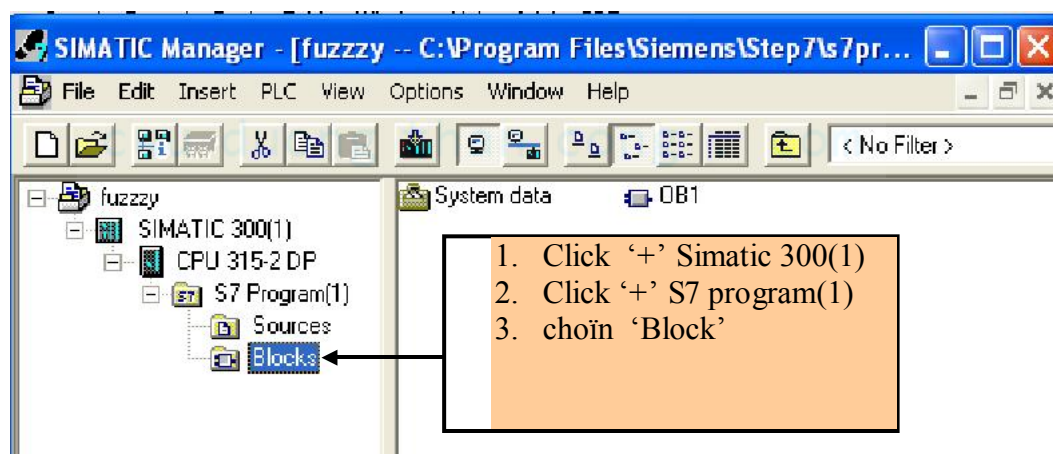 SIMATIC Manager - [fuzzzy -- C:\Program Files\Siemens\Step7\s7pr...
File Edit Insert PLC View Options Window Help
< No Filter >
fuzzzy
SIMATIC 300(1)
CPU 315-2 DP
S7 Program(1)
Sources
Blocks
System data OB1
1. Click ‘+’ Simatic 300(1)
2. Click ‘+’ S7 program(1)
3. choïn ‘Block’